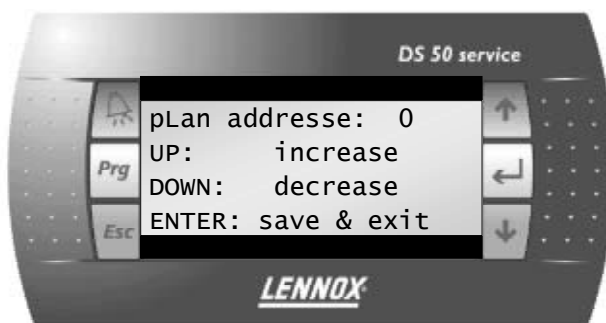 DS 50 service
pLan addresse: 0
UP: increase
Prg
DOWN: decrease
Esc
ENTER: save & exit
LENNOX